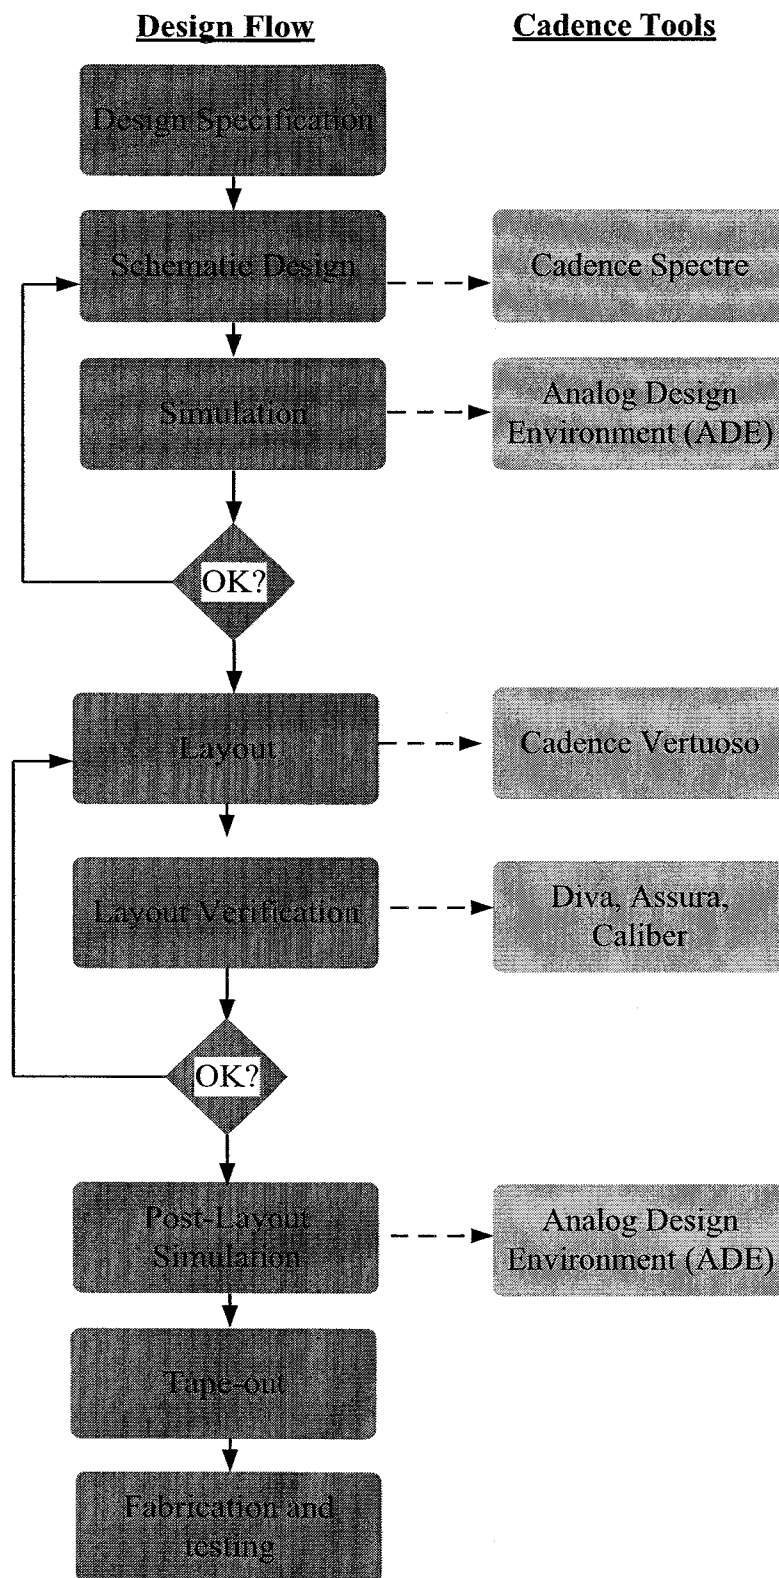 Design Flow
Cadence Tools
Design Specification
Schematic Design
Cadence Spectre
Simulation
Analog Design
Environment (ADE)
OK?
Layout
Cadence Vertuoso
Layout Verification
Diva, Assura,
Caliber
OK?
Post-Layout
Simulation
Analog Design
Environment (ADE)
Tape-out
Fabrication and
testing